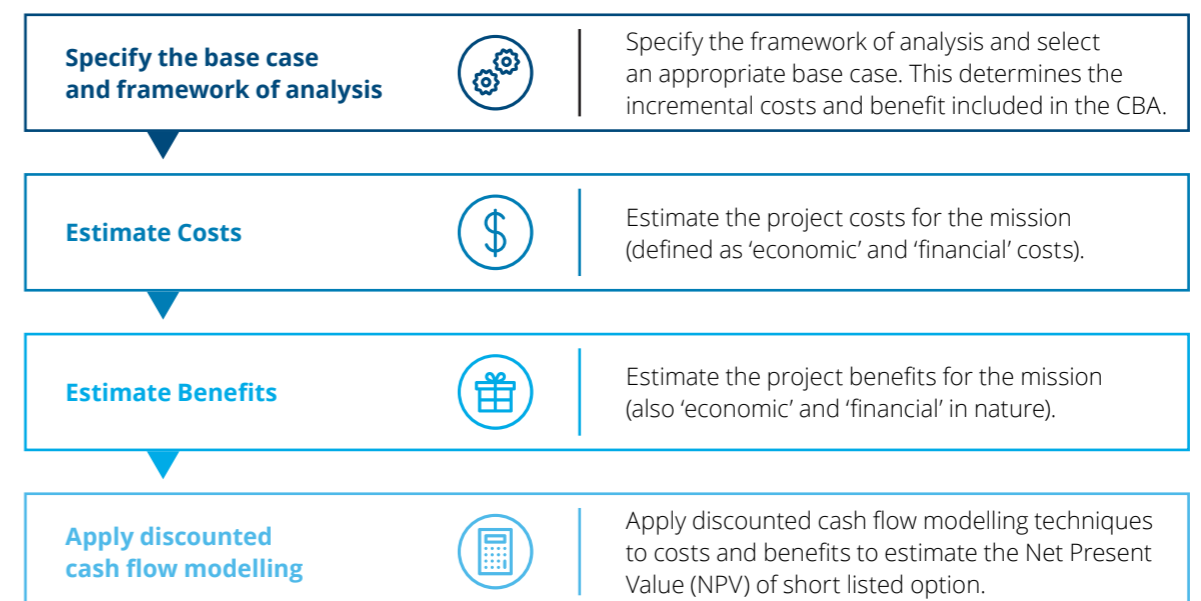 Specify the base case
and framework of analysis
Specify the framework of analysis and select
an appropriate base case. This determines the
incremental costs and benefit included in the CBA.
Estimate Costs
$
Estimate the project costs for the mission
(defined as ‘economic’ and ‘financial’ costs).
Estimate Benefits
Estimate the project benefits for the mission
(also ‘economic’ and ‘financial’ in nature).
Apply discounted
cash flow modelling
Apply discounted cash flow modelling techniques
to costs and benefits to estimate the Net Present
Value (NPV) of short listed option.